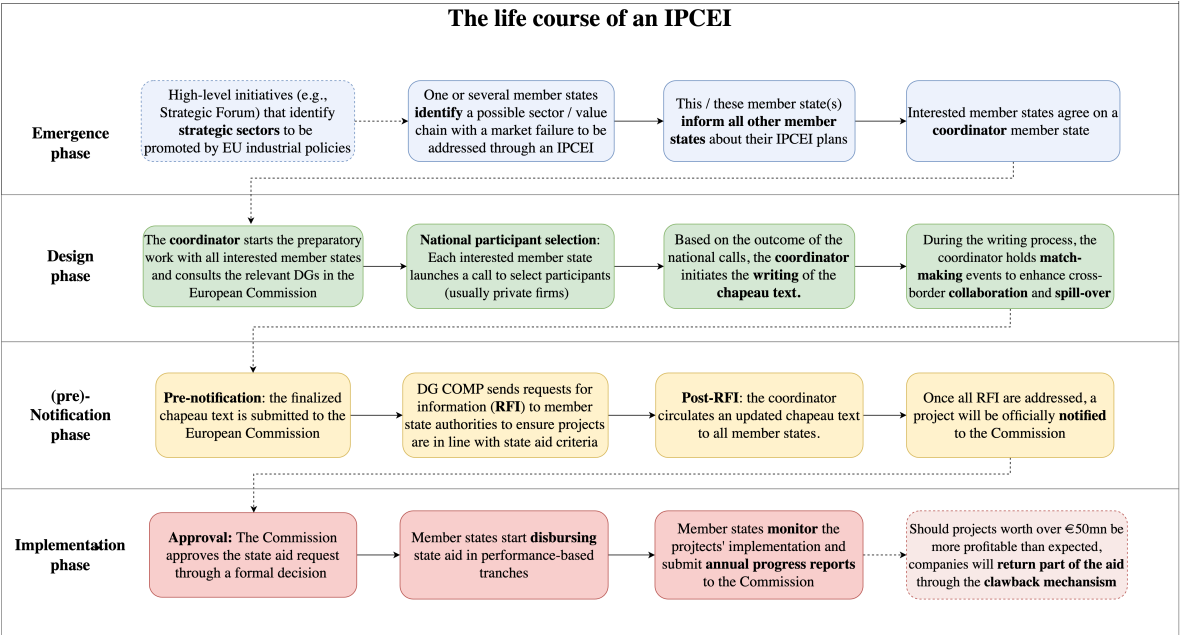 The life course of an IPCEI
Emergence
phase
High-level initiatives (e.g.,
Strategic Forum) that identify
strategic sectors to be
promoted by EU industrial policies
One or several member states
identify a possible sector / value
chain with a market failure to be
addressed through an IPCEI
This / these member state(s)
inform all other member
states about their IPCEI plans
Interested member states agree on a
coordinator member state
Design
phase
The coordinator starts the preparatory
work with all interested member states
and consults the relevant DGs in the
European Commission
National participant selection:
Each interested member state
launches a call to select participants
(usually private firms)
Based on the outcome of the
national calls, the coordinator
initiates the writing of the
chapeau text.
During the writing process, the
coordinator holds match-
making events to enhance cross-
border collaboration and spill-over
(pre)-
Notification
phase
Pre-notification: the finalized
chapeau text is submitted to the
European Commission
DG COMP sends requests for
information (RFI) to member
state authorities to ensure projects
are in line with state aid criteria
Post-RFI: the coordinator
circulates an updated chapeau text
to all member states.
Once all RFI are addressed, a
project will be officially notified
to the Commission
Implementation
phase
Approval: The Commission
approves the state aid request
through a formal decision
Member states start disbursing
state aid in performance-based
tranches
Member states monitor the
projects' implementation and
submit annual progress reports
to the Commission
Should projects worth over €50mn be
more profitable than expected,
companies will return part of the aid
through the clawback mechansism